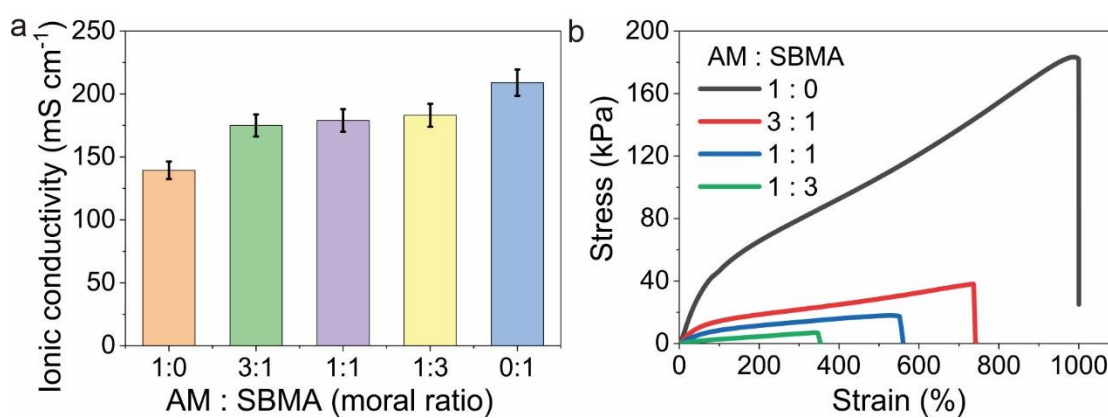 a
Ionic conductivity (mS cm⁻¹)
250
200
150
100
50
0
1:0
3:1
1:1
1:3
0:1
AM : SBMA (moral ratio)
b
Stress (kPa)
200
160
120
80
40
0
AM : SBMA
1 : 0
3 : 1
1 : 1
1 : 3
0
200
400
600
800
1000
Strain (%)